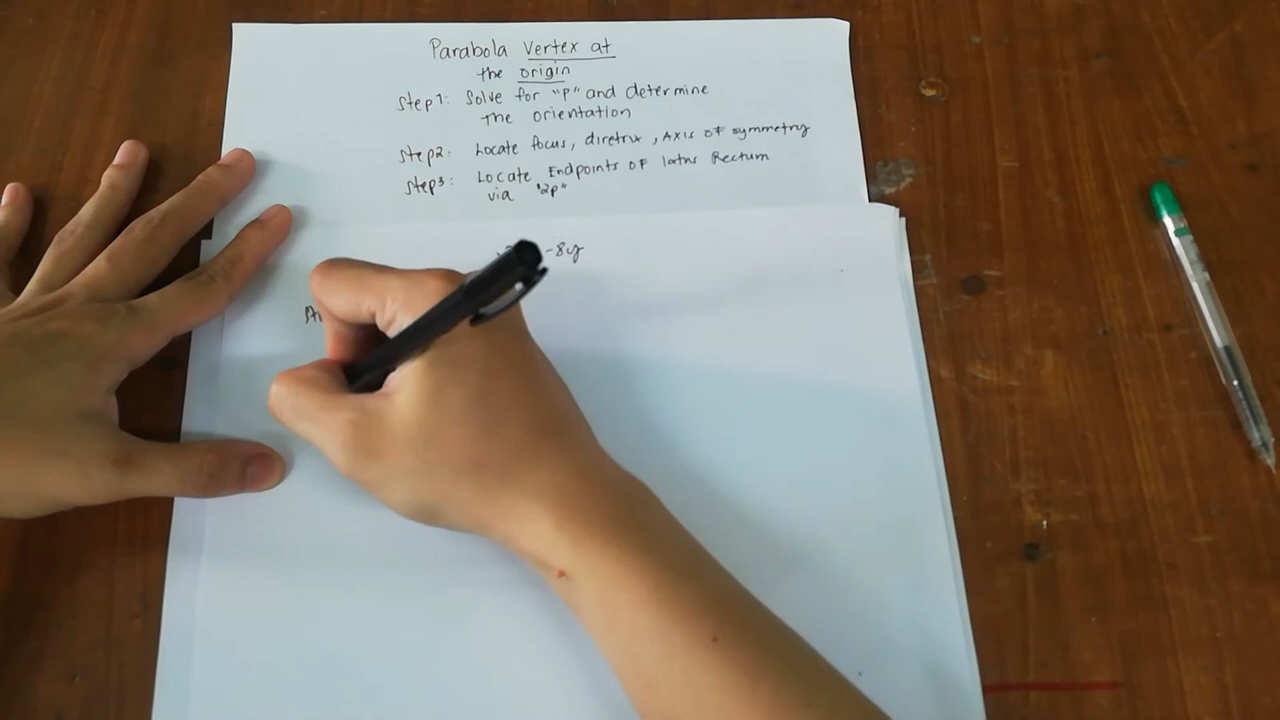 Parabola Vertex at
the origin
Step1: Solve for "P" and determine
The orientation
Step2: Locate focus, diretrix, Axis of symmetry
Step3: Locate Endpoints of latus Rectum
via "2p"
-8y